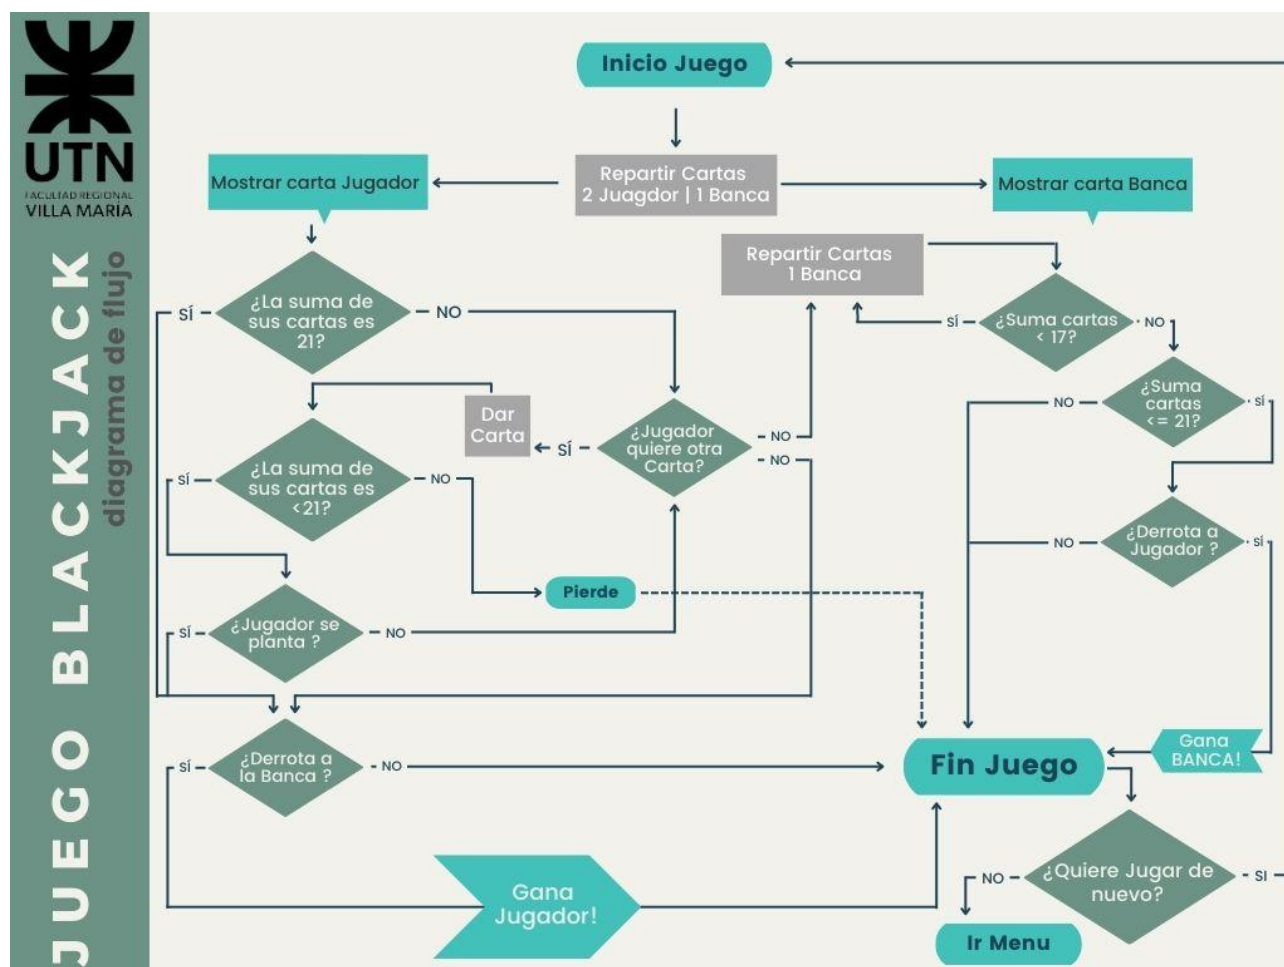 UTN
FACULTAD REGIONAL
VILLA MARÍA
JUEGO BLACKJACK
diagrama de flujo
Inicio Juego
Repartir Cartas
2 Juagdor | 1 Banca
Mostrar carta Jugador
Mostrar carta Banca
¿La suma de
sus cartas es
21?
SÍ
NO
Repartir Cartas
1 Banca
¿Suma cartas
< 17?
SÍ
NO
¿Suma
cartas
<= 21?
NO
SÍ
Dar
Carta
SÍ
¿Jugador
quiere otra
Carta?
NO
NO
¿La suma de
sus cartas es
<21?
SÍ
NO
¿Derrota a
Jugador ?
NO
SÍ
Pierde
¿Jugador se
planta ?
SÍ
NO
¿Derrota a
la Banca ?
SÍ
NO
Fin Juego
Gana
BANCA!
Gana
Jugador!
¿Quiere Jugar de
nuevo?
NO
SI
Ir Menu